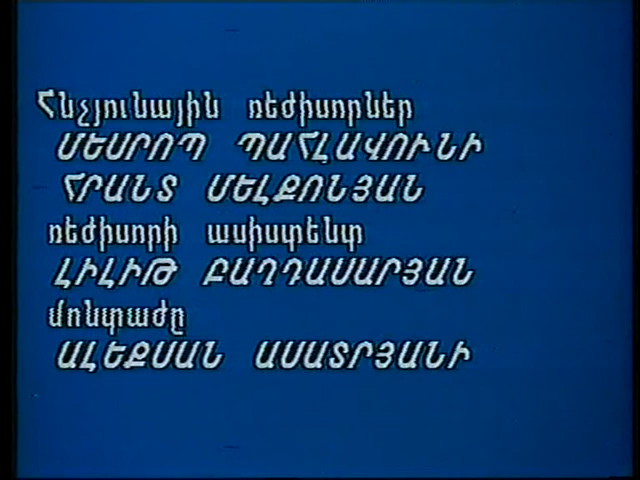 Հնչյունային ռեժիսորներ
ՄԵՍՐՈՊ ՊԱՀԼԱՎՈՒՆԻ
ՀՐԱՆՏ ՄԵԼՔՈՆՅԱՆ
ռեժիսորի ասիստենտ
ԼԻԼԻԹ ԲԱՂԴԱՍԱՐՅԱՆ
մոնտաժը
ԱԼԵՔՍԱՆ ԱՍԱՏՐՅԱՆԻ